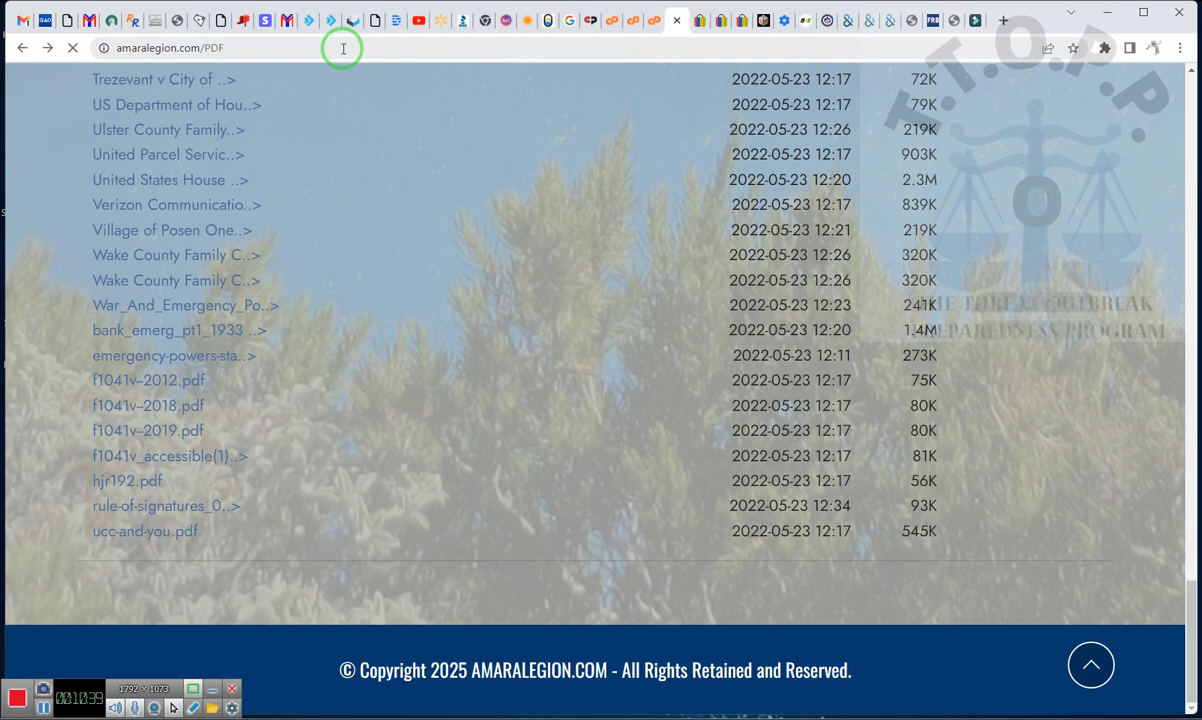 amaralegion.com/PDF
T.T.O.P.P.
O
THE THREAT OUTBREAK
PREPAREDNESS PROGRAM
Trezevant v City of ..> 2022-05-23 12:17 72K
US Department of Hou..> 2022-05-23 12:17 79K
Ulster County Family..> 2022-05-23 12:26 219K
United Parcel Servic..> 2022-05-23 12:17 903K
United States House ..> 2022-05-23 12:20 2.3M
Verizon Communicatio..> 2022-05-23 12:17 839K
Village of Posen One..> 2022-05-23 12:21 219K
Wake County Family C..> 2022-05-23 12:26 320K
Wake County Family C..> 2022-05-23 12:26 320K
War_And_Emergency_Po..> 2022-05-23 12:23 241K
bank_emerg_pt1_1933 ..> 2022-05-23 12:20 1.4M
emergency-powers-sta..> 2022-05-23 12:11 273K
f1041v--2012.pdf 2022-05-23 12:17 75K
f1041v--2018.pdf 2022-05-23 12:17 80K
f1041v--2019.pdf 2022-05-23 12:17 80K
f1041v_accessible(1)..> 2022-05-23 12:17 81K
hjr192.pdf 2022-05-23 12:17 56K
rule-of-signatures_0..> 2022-05-23 12:34 93K
ucc-and-you.pdf 2022-05-23 12:17 545K
© Copyright 2025 AMARALEGION.COM - All Rights Retained and Reserved.
1792 × 1073